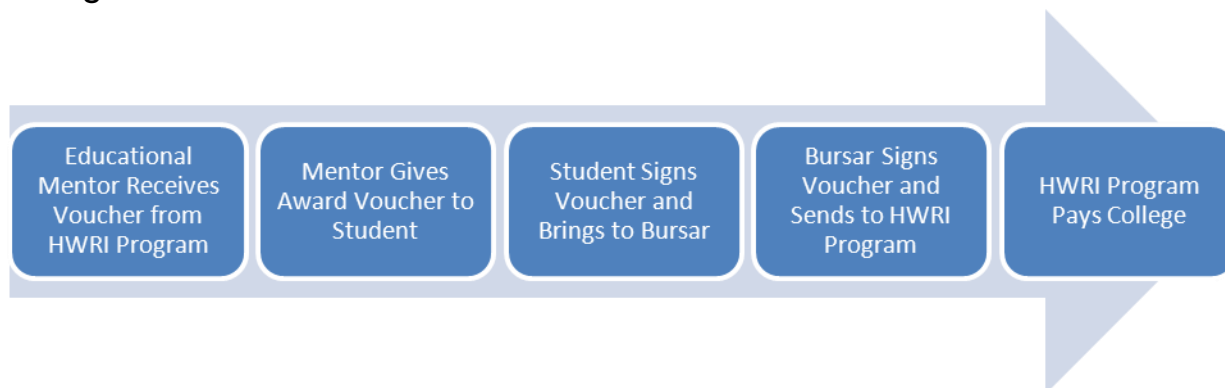 Educational
Mentor Receives
Voucher from
HWRI Program
Mentor Gives
Award Voucher to
Student
Student Signs
Voucher and
Brings to Bursar
Bursar Signs
Voucher and
Sends to HWRI
Program
HWRI Program
Pays College